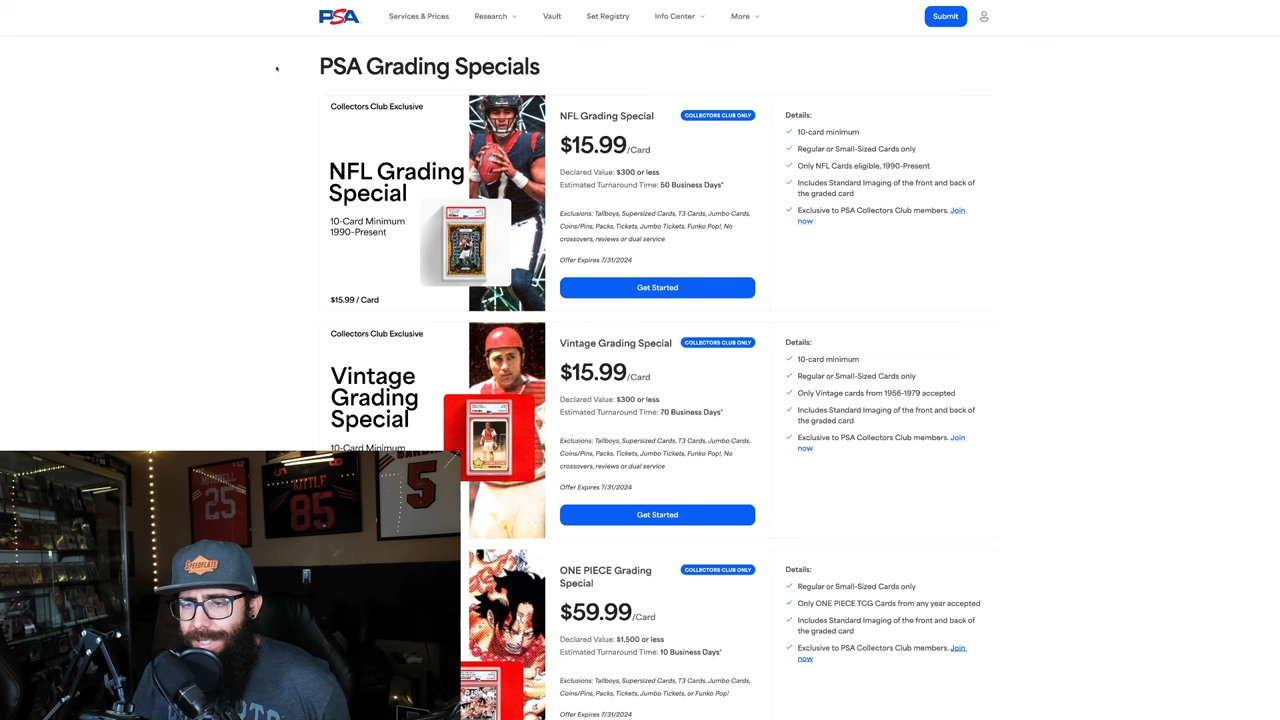 PSA
Services & Prices
Research
Vault
Set Registry
Info Center
More
Submit
PSA Grading Specials
Collectors Club Exclusive
NFL Grading
Special
10-Card Minimum
1990–Present
$15.99 / Card
NFL Grading Special
COLLECTORS CLUB ONLY
$15.99/Card
Declared Value: $300 or less
Estimated Turnaround Time: 50 Business Days*
Exclusions: Tallboys, Supersized Cards, T3 Cards, Jumbo Cards,
Coins/Pins, Packs, Tickets, Jumbo Tickets, Funko Pop!, No
crossovers, reviews or dual service
Offer Expires 7/31/2024
Get Started
Details:
10-card minimum
Regular or Small-Sized Cards only
Only NFL Cards eligible, 1990-Present
Includes Standard Imaging of the front and back of
the graded card
Exclusive to PSA Collectors Club members. Join
now
Collectors Club Exclusive
Vintage
Grading
Special
10-Card Minimum
Vintage Grading Special
COLLECTORS CLUB ONLY
$15.99/Card
Declared Value: $300 or less
Estimated Turnaround Time: 70 Business Days*
Exclusions: Tallboys, Supersized Cards, T3 Cards, Jumbo Cards,
Coins/Pins, Packs, Tickets, Jumbo Tickets, Funko Pop!, No
crossovers, reviews or dual service
Offer Expires 7/31/2024
Get Started
Details:
10-card minimum
Regular or Small-Sized Cards only
Only Vintage cards from 1956-1979 accepted
Includes Standard Imaging of the front and back of
the graded card
Exclusive to PSA Collectors Club members. Join
now
ONE PIECE Grading
Special
COLLECTORS CLUB ONLY
$59.99/Card
Declared Value: $1,500 or less
Estimated Turnaround Time: 10 Business Days*
Exclusions: Tallboys, Supersized Cards, T3 Cards, Jumbo Cards,
Coins/Pins, Packs, Tickets, Jumbo Tickets, or Funko Pop!
Offer Expires 7/31/2024
Details:
Regular or Small-Sized Cards only
Only ONE PIECE TCG Cards from any year accepted
Includes Standard Imaging of the front and back of
the graded card
Exclusive to PSA Collectors Club members. Join
now
MITCHELL
25
KITTLE
85
5
SPEEDFLATE